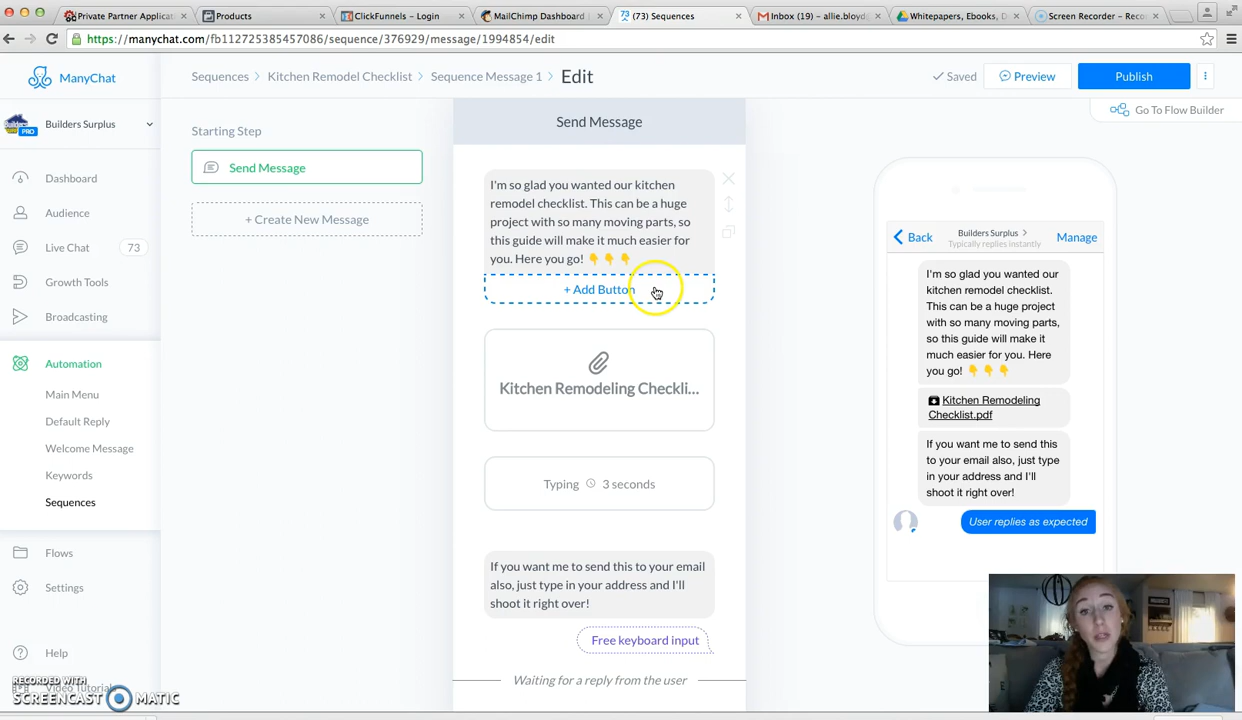 Private Partner Applicat
Products
ClickFunnels - Login
MailChimp Dashboard
(73) Sequences
Inbox (19) - allie.bloyd@
Whitepapers, Ebooks, D
Screen Recorder - Reco
https://manychat.com/fb112725385457086/sequence/376929/message/1994854/edit
ManyChat
Sequences > Kitchen Remodel Checklist > Sequence Message 1 > Edit
Saved
Preview
Publish
Go To Flow Builder
Builders Surplus
PRO
Dashboard
Audience
Live Chat 73
Growth Tools
Broadcasting
Automation
Main Menu
Default Reply
Welcome Message
Keywords
Sequences
Flows
Settings
Help
Video Tutorials
RECORDED WITH
SCREENCAST MATIC
Starting Step
Send Message
+ Create New Message
Send Message
I'm so glad you wanted our kitchen
remodel checklist. This can be a huge
project with so many moving parts, so
this guide will make it much easier for
you. Here you go! 👇👇👇
+ Add Button
Kitchen Remodeling Checkli...
Typing 3 seconds
If you want me to send this to your email
also, just type in your address and I'll
shoot it right over!
Free keyboard input
Waiting for a reply from the user
Back
Builders Surplus >
Typically replies instantly
Manage
I'm so glad you wanted our
kitchen remodel checklist.
This can be a huge project
with so many moving parts,
so this guide will make it
much easier for you. Here
you go! 👇 👇 👇
Kitchen Remodeling
Checklist.pdf
If you want me to send this
to your email also, just type
in your address and I'll
shoot it right over!
User replies as expected